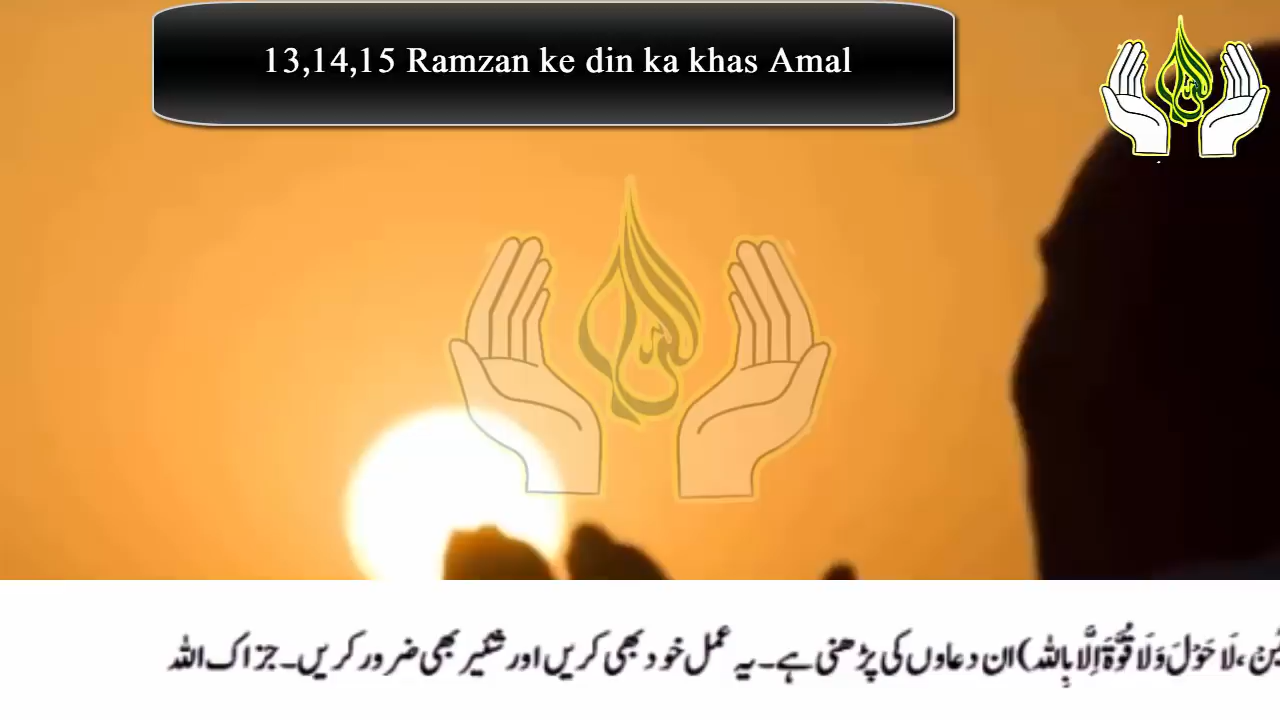 13,14,15 Ramzan ke din ka khas Amal
لَا حَوْلَ وَلَا قُوَّۃَ اِلَّا بِاللہ) ان دعاوں کی پڑھنی ہے۔ یہ عمل خود بھی کریں اور شئیر بھی ضرور کریں۔ جزاک اللہ